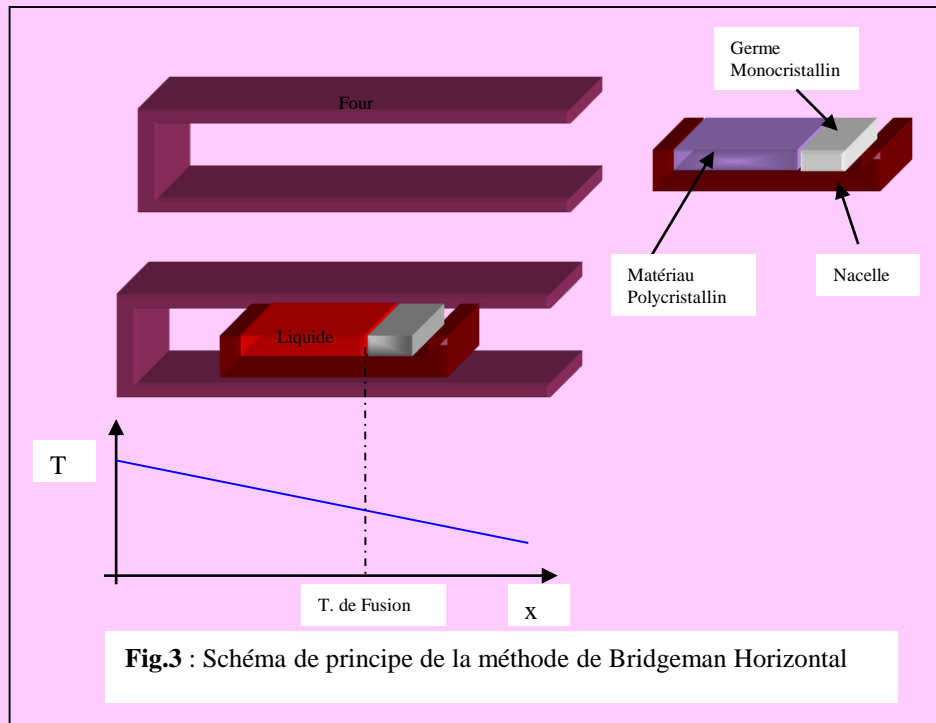 Germe
Monocristallin
Four
Matériau
Polycristallin
Nacelle
Liquide
T
T. de Fusion
x
Fig.3 : Schéma de principe de la méthode de Bridgeman Horizontal